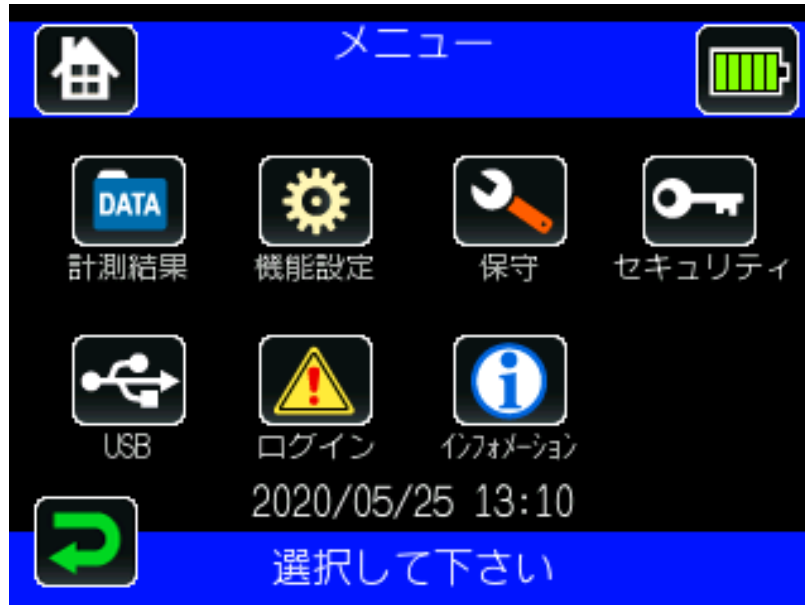 メニュー
DATA
計測結果 機能設定 保守 セキュリティ
USB ログイン ｲﾝﾌｫﾒｰｼｮﾝ
2020/05/25 13:10
選択して下さい